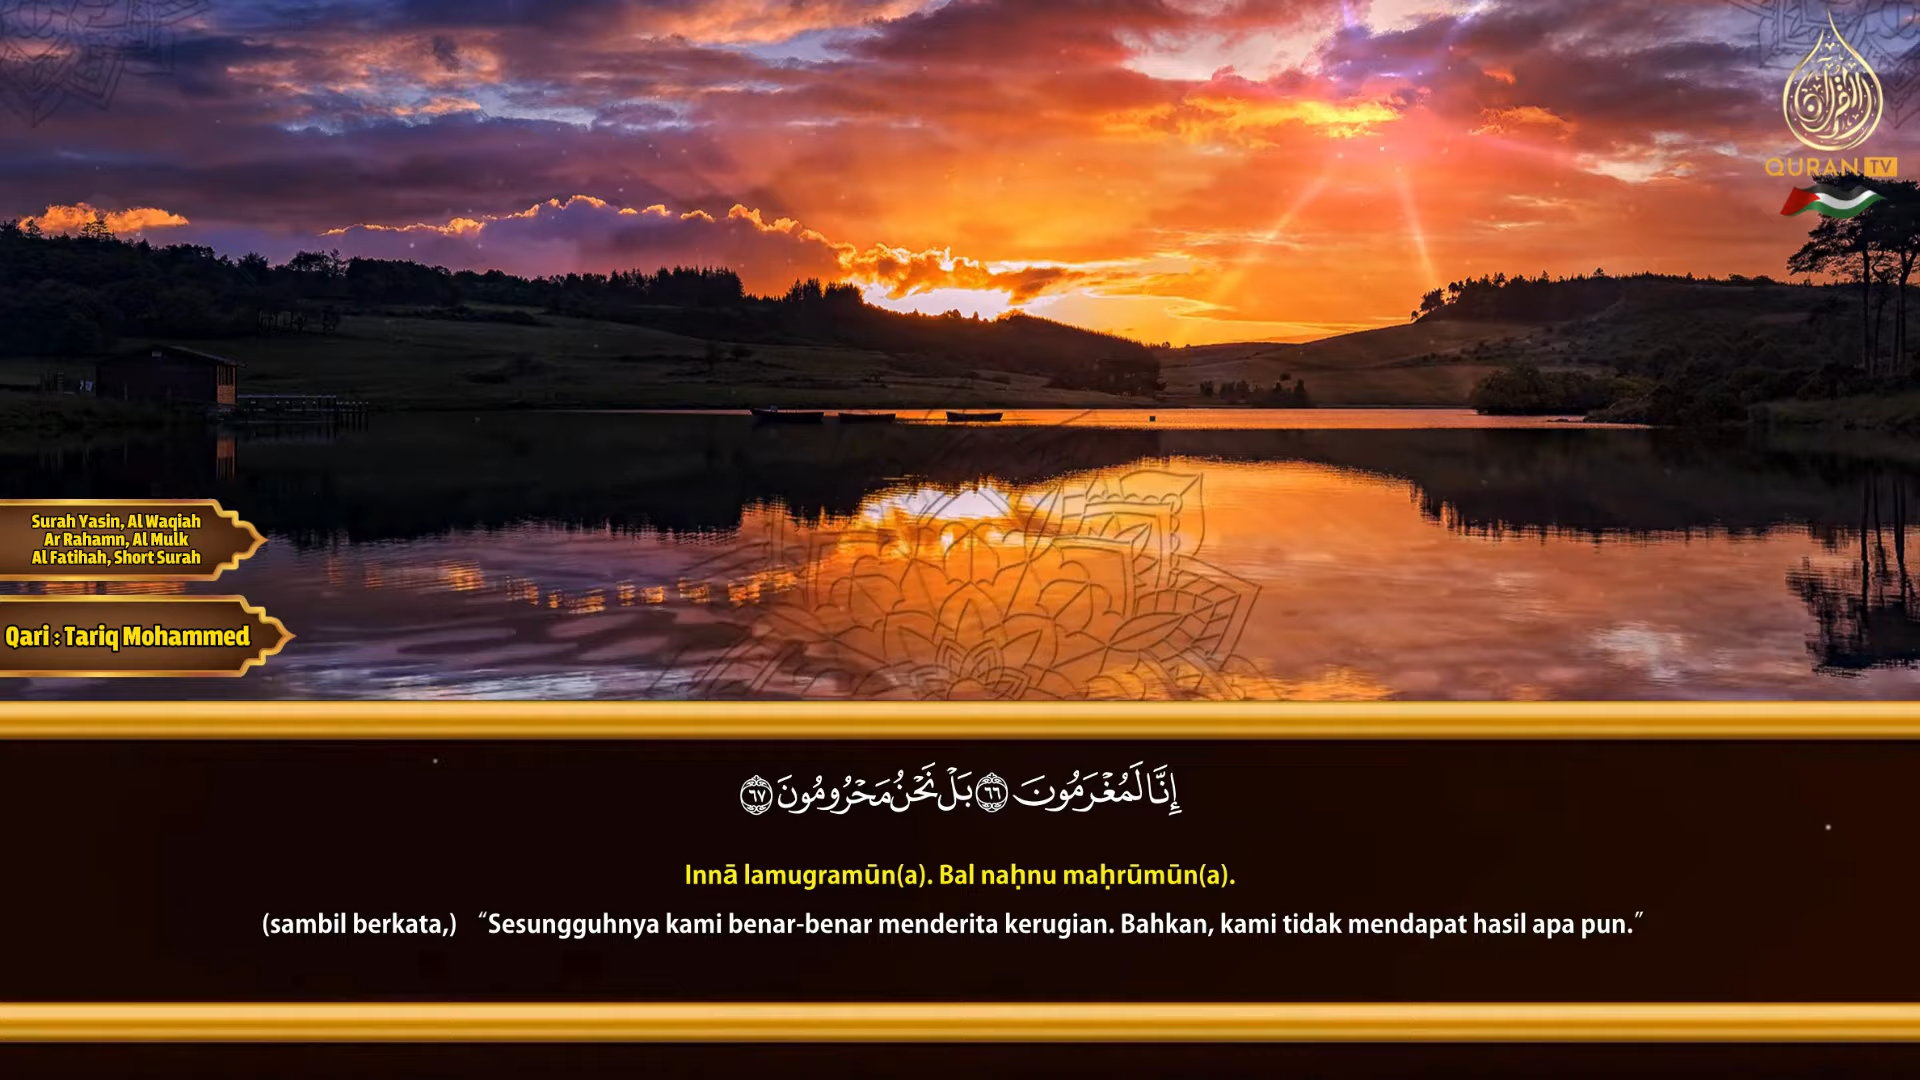 القرآن
QURAN TV
Surah Yasin, Al Waqiah
Ar Rahamn, Al Mulk
Al Fatihah, Short Surah
Qari : Tariq Mohammed
إِنَّا لَمُغْرَمُونَ ٦٦ بَلْ نَحْنُ مَحْرُومُونَ ٦٧
Innā lamugramūn(a). Bal naḥnu maḥrūmūn(a).
(sambil berkata,) “Sesungguhnya kami benar-benar menderita kerugian. Bahkan, kami tidak mendapat hasil apa pun.”